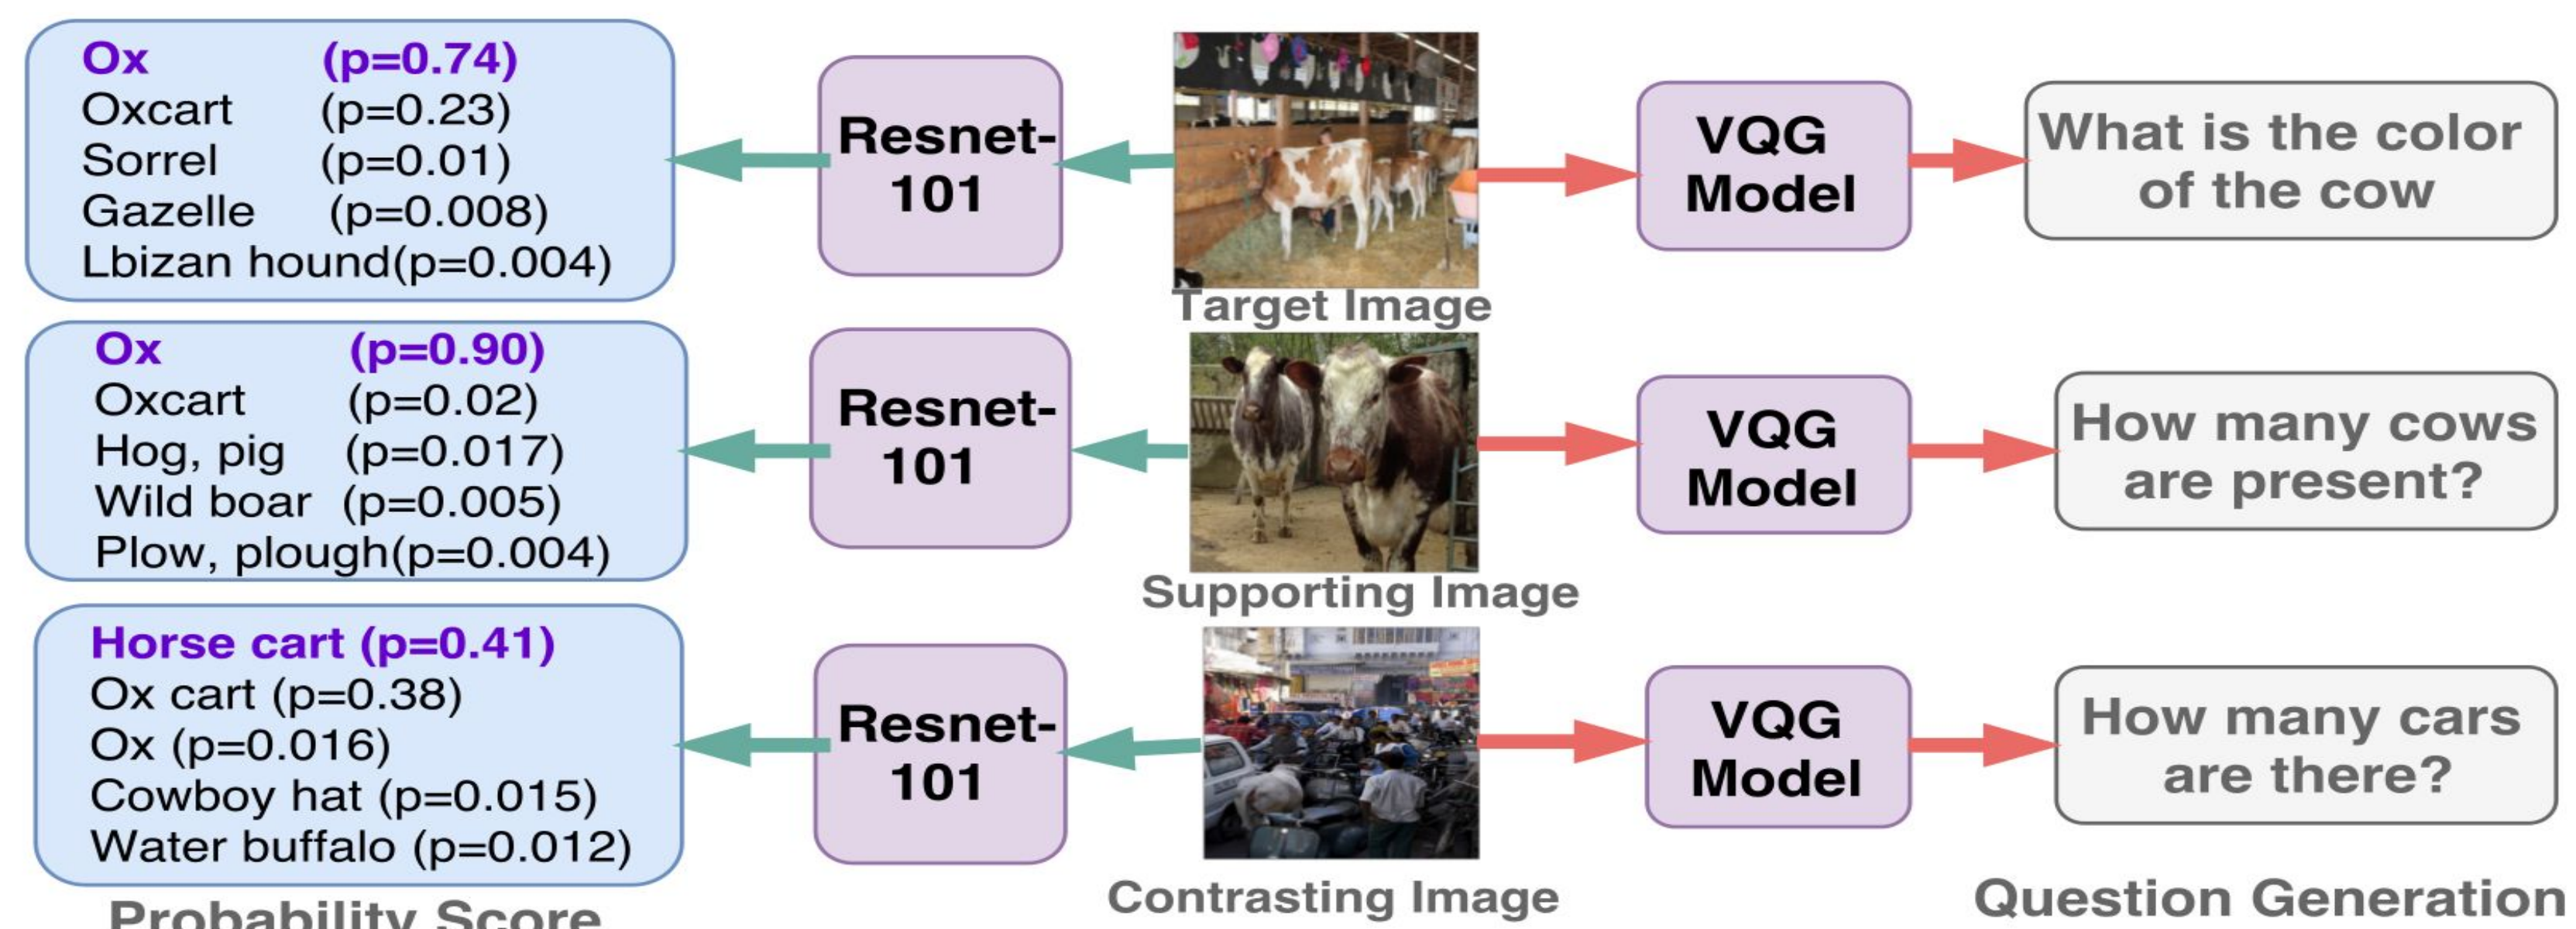 Ox (p=0.74)
Oxcart (p=0.23)
Sorrel (p=0.01)
Gazelle (p=0.008)
Lbizan hound(p=0.004)
Resnet-
101
Target Image
VQG
Model
What is the color
of the cow
Ox (p=0.90)
Oxcart (p=0.02)
Hog, pig (p=0.017)
Wild boar (p=0.005)
Plow, plough(p=0.004)
Resnet-
101
Supporting Image
VQG
Model
How many cows
are present?
Horse cart (p=0.41)
Ox cart (p=0.38)
Ox (p=0.016)
Cowboy hat (p=0.015)
Water buffalo (p=0.012)
Resnet-
101
Contrasting Image
VQG
Model
How many cars
are there?
Probability Score
Question Generation